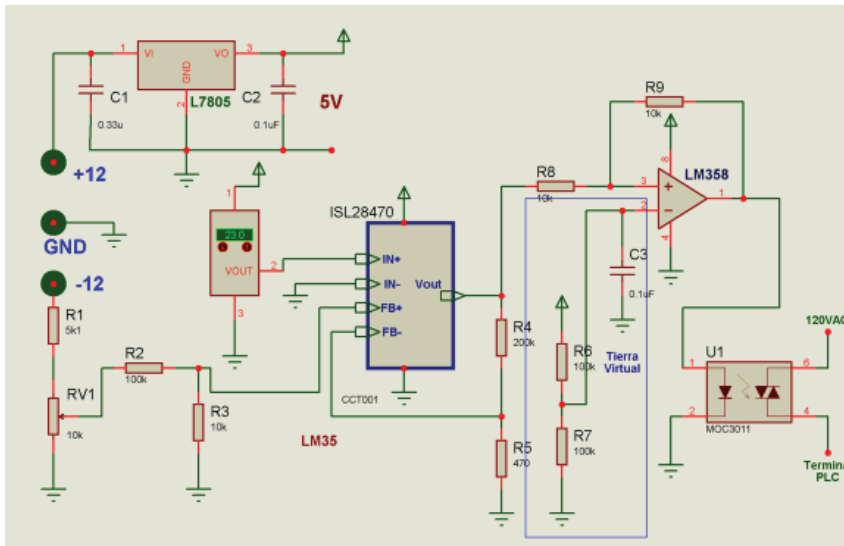 1
VI
VO
3
GND
2
L7805
C1
0.33u
C2
0.1uF
5V
+12
GND
-12
R1
5k1
RV1
10k
R2
100k
R3
10k
LM35
1
23.0
VOUT
2
3
ISL28470
IN+
IN-
FB+
FB-
Vout
CCT001
R4
200k
R5
470
R8
10k
R9
10k
3
2
8
4
1
LM358
C3
0.1uF
R6
100k
R7
100k
Tierra
Virtual
U1
1
2
6
4
MOC3011
120VAC
Termina
PLC